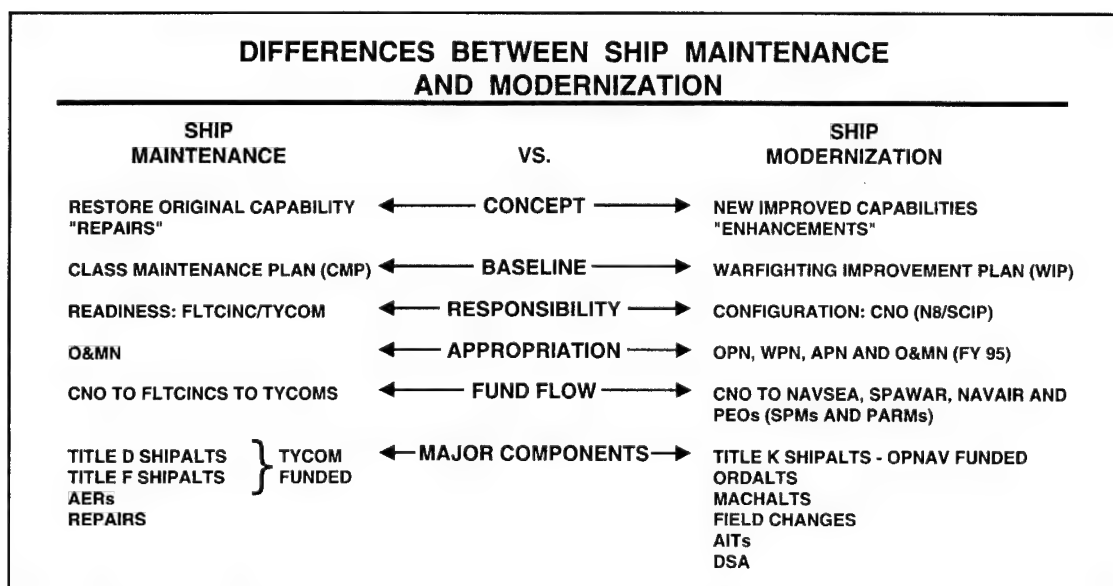 DIFFERENCES BETWEEN SHIP MAINTENANCE
AND MODERNIZATION
SHIP
MAINTENANCE
VS.
SHIP
MODERNIZATION
RESTORE ORIGINAL CAPABILITY
"REPAIRS"
CONCEPT
NEW IMPROVED CAPABILITIES
"ENHANCEMENTS"
CLASS MAINTENANCE PLAN (CMP)
BASELINE
WARFIGHTING IMPROVEMENT PLAN (WIP)
READINESS: FLTCINC/TYCOM
RESPONSIBILITY
CONFIGURATION: CNO (N8/SCIP)
O&MN
APPROPRIATION
OPN, WPN, APN AND O&MN (FY 95)
CNO TO FLTCINCS TO TYCOMS
FUND FLOW
CNO TO NAVSEA, SPAWAR, NAVAIR AND
PEOs (SPMs AND PARMs)
TITLE D SHIPALTS
TITLE F SHIPALTS
TYCOM
FUNDED
AERs
REPAIRS
MAJOR COMPONENTS
TITLE K SHIPALTS - OPNAV FUNDED
ORDALTS
MACHALTS
FIELD CHANGES
AITs
DSA